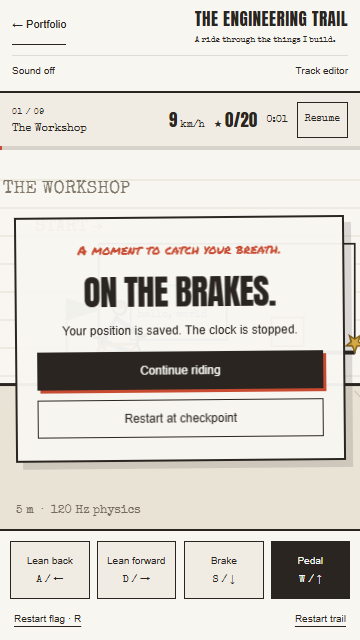 ← Portfolio
THE ENGINEERING TRAIL
A ride through the things I build.
Sound off
Track editor
01 / 09
The Workshop
9 km/h
★ 0/20
0:01
Resume
THE WORKSHOP
START
A MOMENT TO CATCH YOUR BREATH.
ON THE BRAKES.
Your position is saved. The clock is stopped.
Continue riding
Restart at checkpoint
5 m · 120 Hz physics
Lean back
A / ←
Lean forward
D / →
Brake
S / ↓
Pedal
W / ↑
Restart flag · R
Restart trail